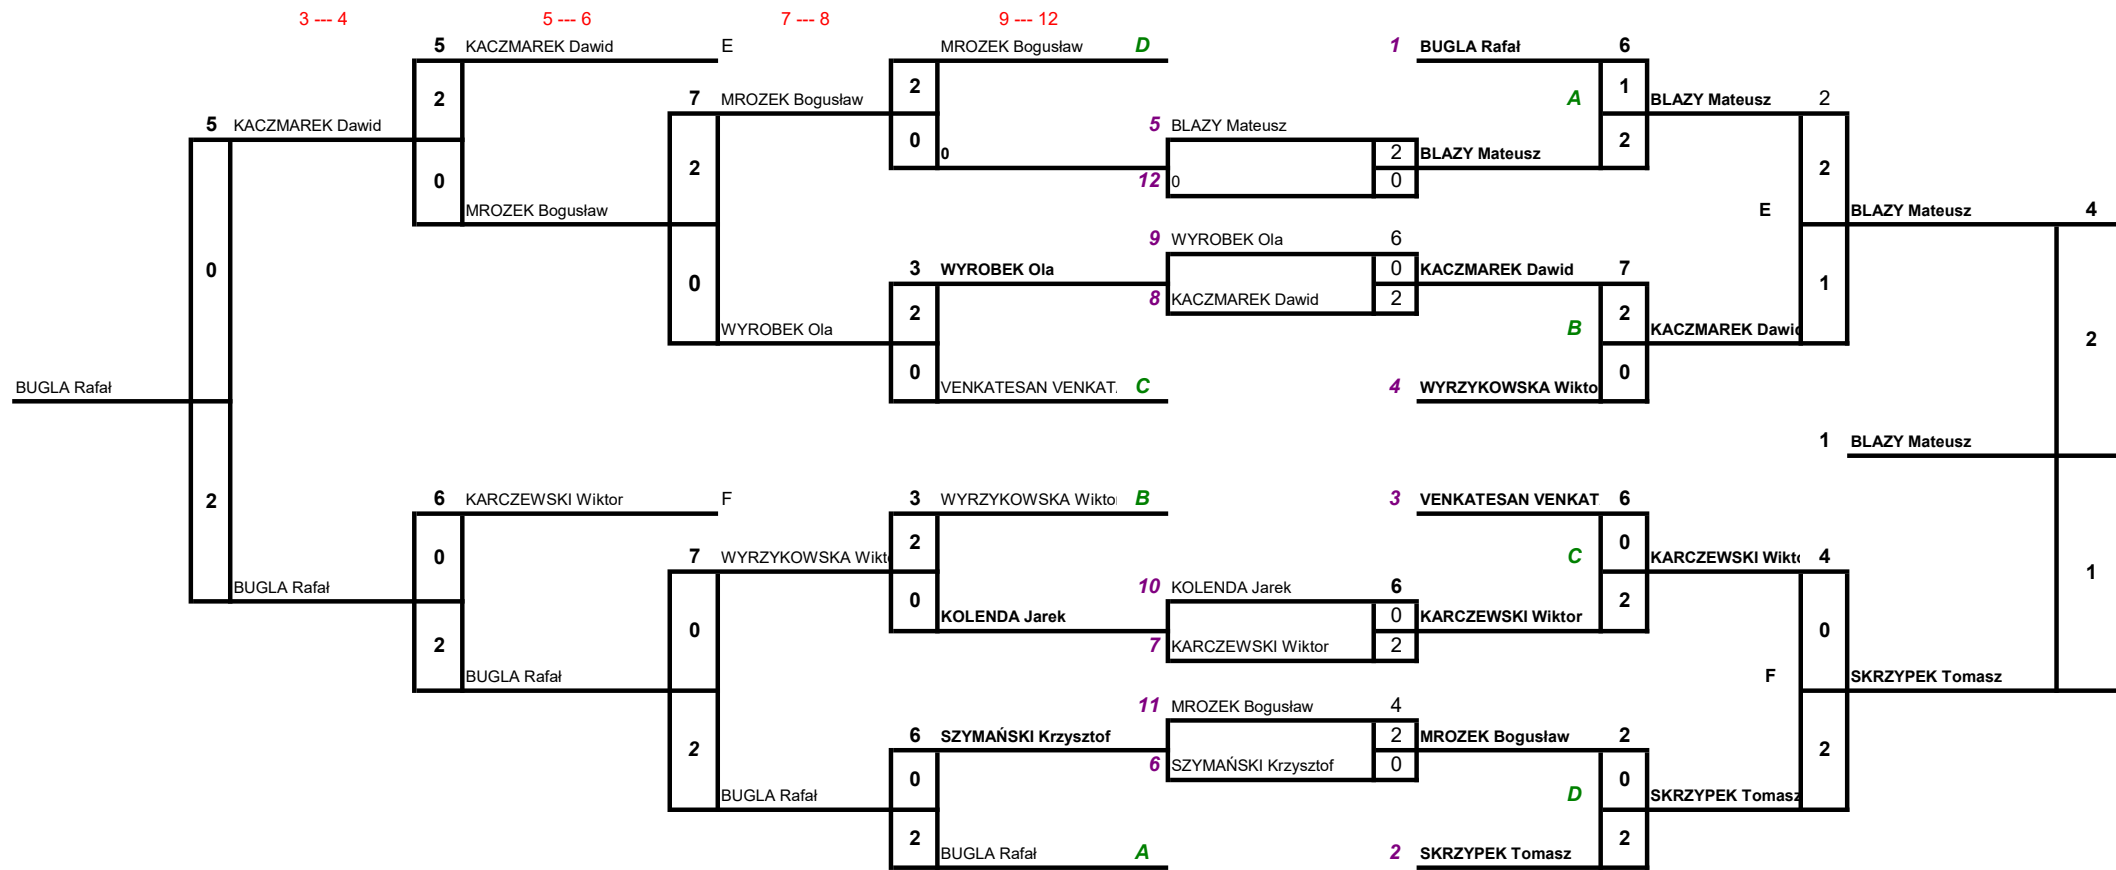 3 --- 4 5 --- 6 7 --- 8 9 --- 12
5 KACZMAREK Dawid E MROZEK Bogusław D 1 BUGLA Rafał 6
2 2 1
7 MROZEK Bogusław A BLAZY Mateusz 2
5 KACZMAREK Dawid 5 BLAZY Mateusz
0 0 2 BLAZY Mateusz 2
2 2
0 12 0 0
MROZEK Bogusław E BLAZY Mateusz 4
9 WYROBEK Ola 6
0 3 WYROBEK Ola 0 KACZMAREK Dawid 7
0 1
8 KACZMAREK Dawid 2
2 2
WYROBEK Ola B KACZMAREK Dawid
2
0 0
BUGLA Rafał VENKATESAN VENKAT. C 4 WYRZYKOWSKA Wikto
1 BLAZY Mateusz
2 6 KARCZEWSKI Wiktor F 3 WYRZYKOWSKA Wikto B 3 VENKATESAN VENKAT 6
2 0
0 7 WYRZYKOWSKA Wikt C KARCZEWSKI Wikt 4
1
BUGLA Rafał 10 KOLENDA Jarek 6
0 2
KOLENDA Jarek 0 KARCZEWSKI Wiktor
0 0
2 7 KARCZEWSKI Wiktor 2
BUGLA Rafał F SKRZYPEK Tomasz
11 MROZEK Bogusław 4
6 SZYMAŃSKI Krzysztof 2 MROZEK Bogusław 2
2 2
6 SZYMAŃSKI Krzysztof 0
0 0
BUGLA Rafał D SKRZYPEK Tomasz
2 2
BUGLA Rafał A 2 SKRZYPEK Tomasz